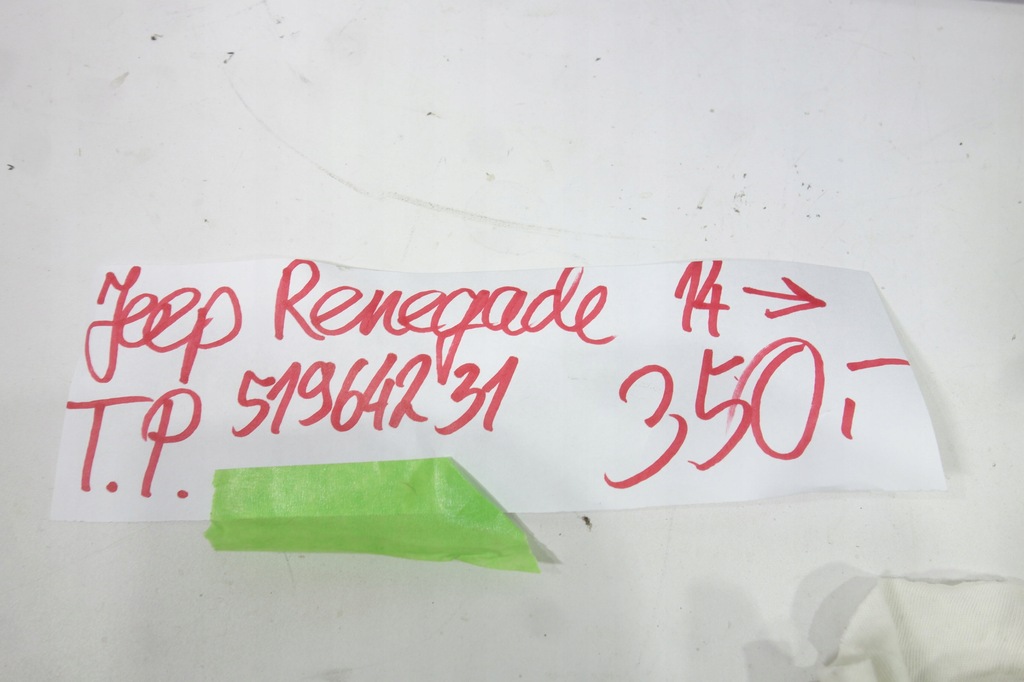 Jeep Renegade 14 →
T.P. 51964231 350,-